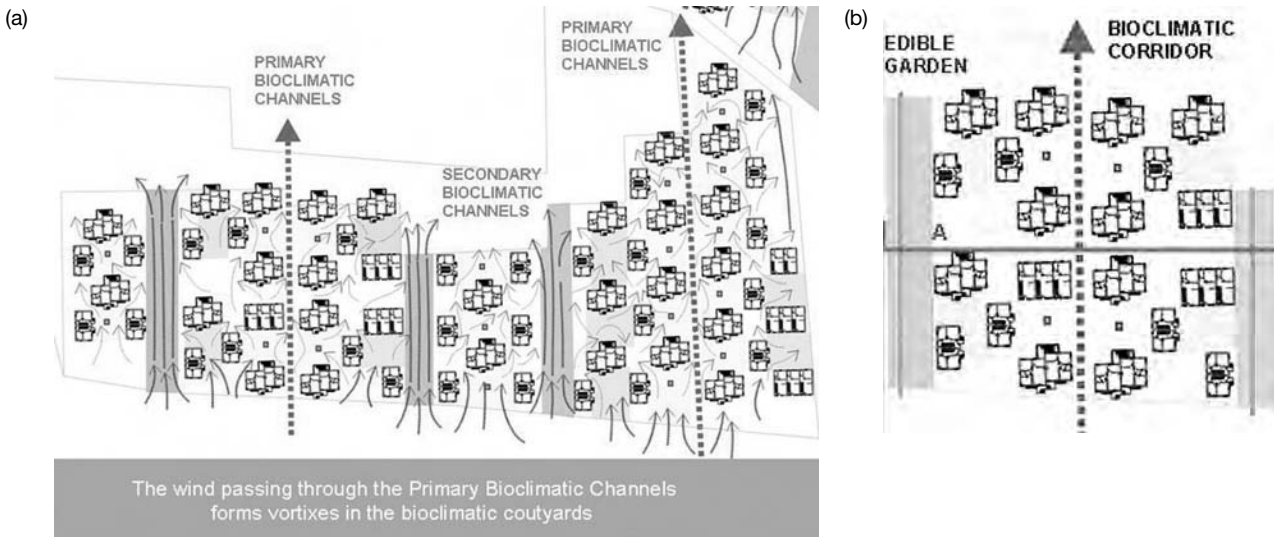 (a)
PRIMARY
BIOCLIMATIC
CHANNELS
PRIMARY
BIOCLIMATIC
CHANNELS
SECONDARY
BIOCLIMATIC
CHANNELS
The wind passing through the Primary Bioclimatic Channels
forms vortixes in the bioclimatic coutyards
(b)
EDIBLE
GARDEN
BIOCLIMATIC
CORRIDOR
A